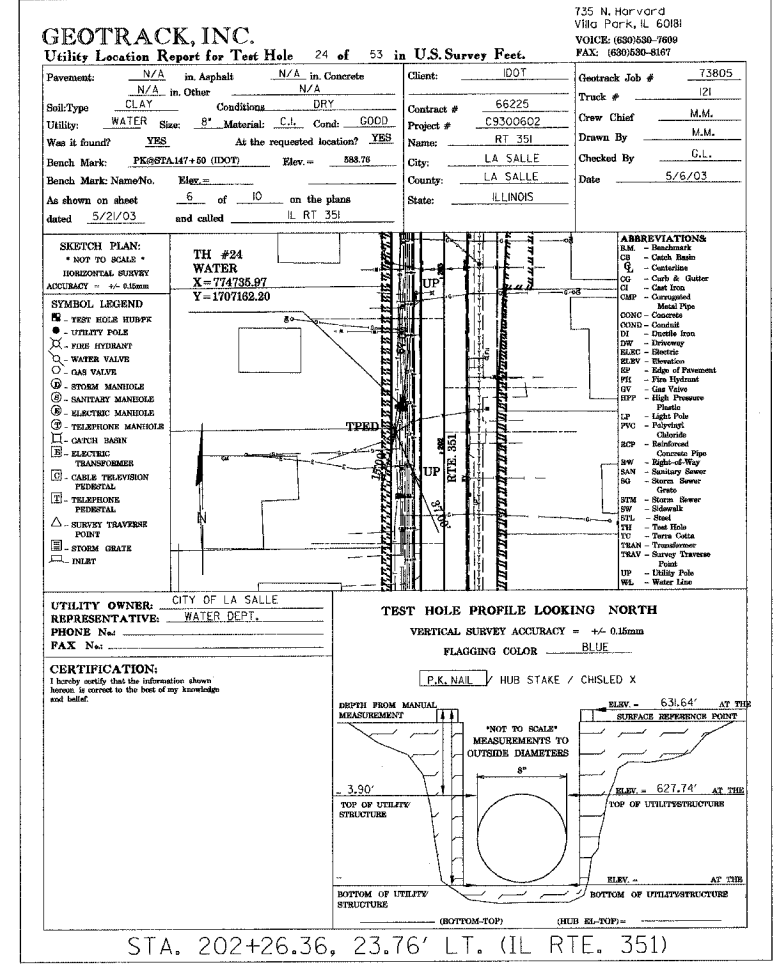 735 N. Harvard
Villa Park, IL 60181
GEOTRACK, INC.
VOICE: (630)530-7609
FAX: (630)530-8167
Utility Location Report for Test Hole 24 of 53 in U.S. Survey Feet.
Pavement: N/A in. Asphalt N/A in. Concrete
N/A in. Other N/A
Soil:Type CLAY Conditions DRY
Utility: WATER Size: 8" Material: C.I. Cond: GOOD
Was it found? YES At the requested location? YES
Bench Mark: PK@STA.147+50 (IDOT) Elev.= 588.76
Bench Mark: Name/No. Elev.=
As shown on sheet 6 of 10 on the plans
dated 5/21/03 and called IL RT 351
Client: IDOT
Contract # 66225
Project # C9300602
Name: RT 351
City: LA SALLE
County: LA SALLE
State: ILLINOIS
Geotrack Job # 73805
Truck # 121
Crew Chief M.M.
Drawn By M.M.
Checked By G.L.
Date 5/6/03
SKETCH PLAN:
* NOT TO SCALE *
HORIZONTAL SURVEY
ACCURACY = +/- 0.15mm
SYMBOL LEGEND
- TEST HOLE HUB/PK
- UTILITY POLE
- FIRE HYDRANT
- WATER VALVE
- GAS VALVE
D - STORM MANHOLE
S - SANITARY MANHOLE
E - ELECTRIC MANHOLE
T - TELEPHONE MANHOLE
- CATCH BASIN
E - ELECTRIC
TRANSFORMER
C - CABLE TELEVISION
PEDESTAL
T - TELEPHONE
PEDESTAL
- SURVEY TRAVERSE
POINT
- STORM GRATE
- INLET
TH #24
WATER
X=774735.97
Y=1707162.20
UP
TPED
UP
RTE. 351
15.00'
37.00'
N
ABBREVIATIONS:
B.M. - Benchmark
CB - Catch Basin
CL - Centerline
CG - Curb & Gutter
CI - Cast Iron
CMP - Corrugated
Metal Pipe
CONC - Concrete
COND - Conduit
DI - Ductile Iron
DW - Driveway
ELEC - Electric
ELEV - Elevation
EP - Edge of Pavement
FH - Fire Hydrant
GV - Gas Valve
HPP - High Pressure
Plastic
LP - Light Pole
PVC - Polyvinyl
Chloride
RCP - Reinforced
Concrete Pipe
RW - Right-of-Way
SAN - Sanitary Sewer
SG - Storm Sewer
Grate
STM - Storm Sewer
SW - Sidewalk
STL - Steel
TH - Test Hole
TC - Terra Cotta
TRAN - Transformer
TRAV - Survey Traverse
Point
UP - Utility Pole
WL - Water Line
UTILITY OWNER: CITY OF LA SALLE
REPRESENTATIVE: WATER DEPT.
PHONE No.:
FAX No.:
CERTIFICATION:
I hereby certify that the information shown
hereon is correct to the best of my knowledge
and belief.
TEST HOLE PROFILE LOOKING NORTH
VERTICAL SURVEY ACCURACY = +/- 0.15mm
FLAGGING COLOR BLUE
P.K. NAIL / HUB STAKE / CHISLED X
DEPTH FROM MANUAL
MEASUREMENT
ELEV. = 631.64' AT THE
SURFACE REFERENCE POINT
*NOT TO SCALE*
MEASUREMENTS TO
OUTSIDE DIAMETERS
8"
= 3.90'
TOP OF UTILITY/
STRUCTURE
ELEV. = 627.74' AT THE
TOP OF UTILITY/STRUCTURE
=
BOTTOM OF UTILITY/
STRUCTURE
ELEV. = AT THE
BOTTOM OF UTILITY/STRUCTURE
(BOTTOM-TOP) (HUB EL-TOP)=
STA. 202+26.36, 23.76' LT. (IL RTE. 351)